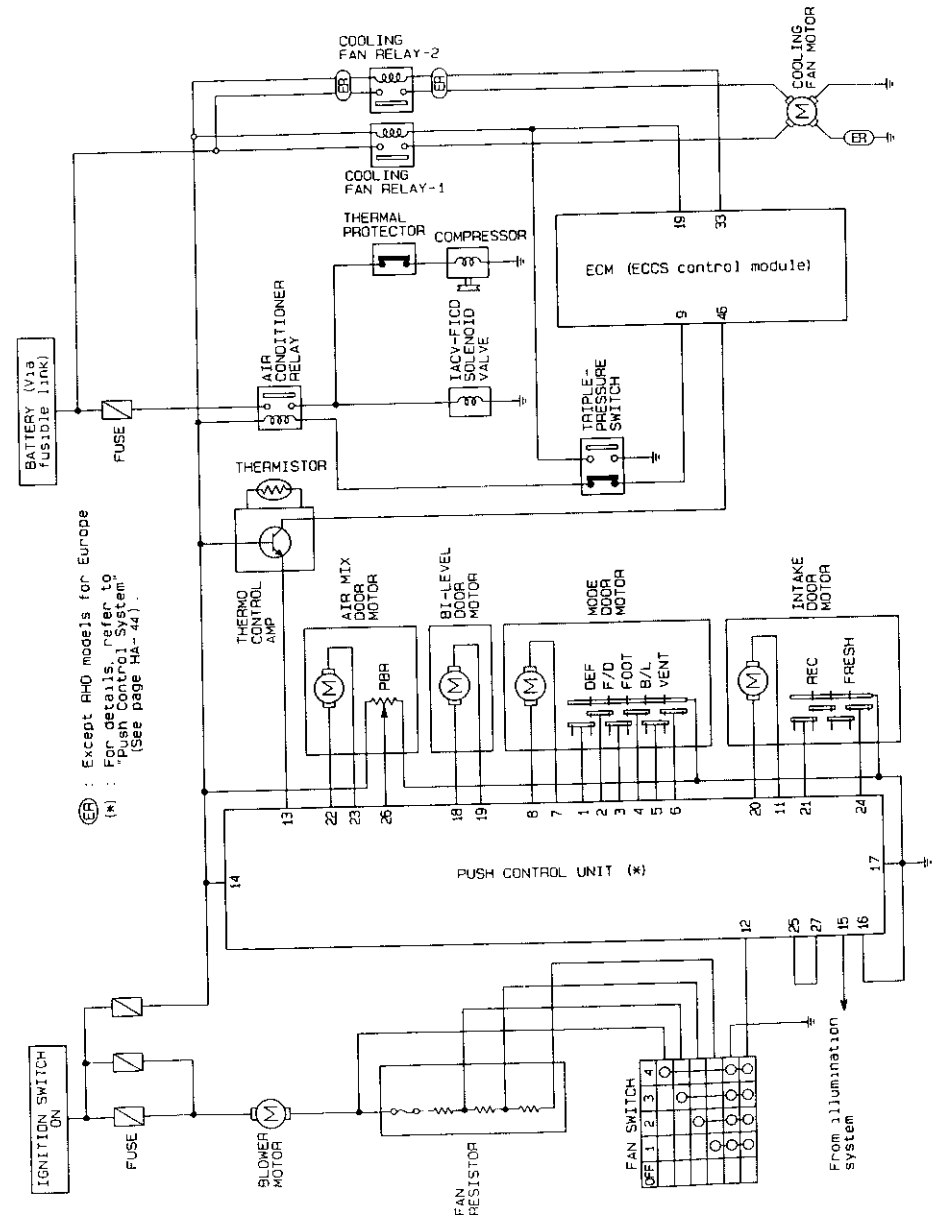 COOLING
FAN RELAY-2
ER
ER
COOLING
FAN MOTOR
M
ER
COOLING
FAN RELAY-1
THERMAL
PROTECTOR
COMPRESSOR
19
33
ECM (ECCS control module)
9
46
BATTERY (Via
fusible link)
FUSE
AIR
CONDITIONER
RELAY
IACV-FICD
SOLENOID
VALVE
TRIPLE-
PRESSURE
SWITCH
THERMISTOR
THERMO
CONTROL
AMP
ER : Except RHD models for Europe
(*) : For details, refer to
"Push Control System"
(See page HA-44).
AIR MIX
DOOR
MOTOR
M
PBR
BI-LEVEL
DOOR
MOTOR
M
MODE
DOOR
MOTOR
M
DEF
F/D
FOOT
B/L
VENT
INTAKE
DOOR
MOTOR
M
REC
FRESH
13
22
23
26
18
19
8
7
1
2
3
4
5
6
20
11
21
24
14
PUSH CONTROL UNIT (*)
17
12
25
27
15
16
IGNITION SWITCH
ON
FUSE
BLOWER
MOTOR
M
FAN
RESISTOR
FAN SWITCH
OFF 1 2 3 4
From illumination
system